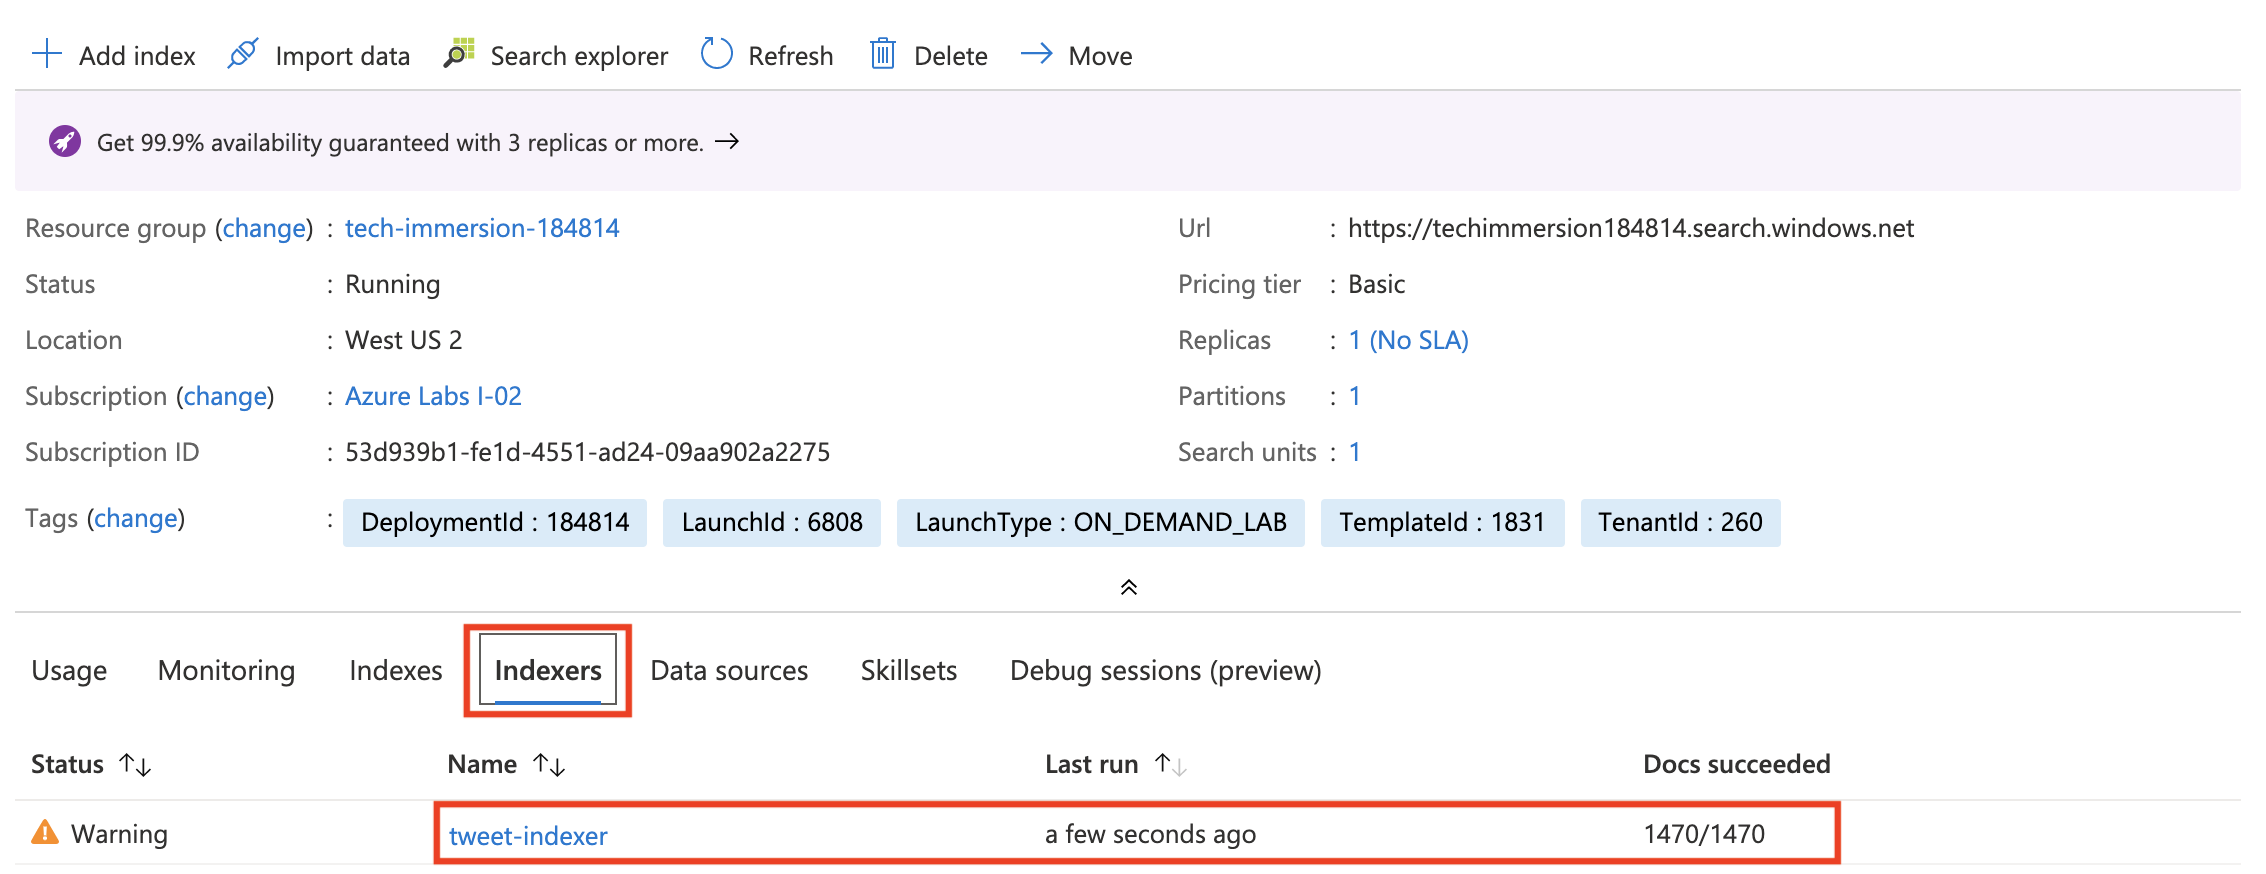 Add index Import data Search explorer Refresh Delete Move
Get 99.9% availability guaranteed with 3 replicas or more. →
Resource group (change) : tech-immersion-184814
Status : Running
Location : West US 2
Subscription (change) : Azure Labs I-02
Subscription ID : 53d939b1-fe1d-4551-ad24-09aa902a2275
Url : https://techimmersion184814.search.windows.net
Pricing tier : Basic
Replicas : 1 (No SLA)
Partitions : 1
Search units : 1
Tags (change) : DeploymentId : 184814 LaunchId : 6808 LaunchType : ON_DEMAND_LAB TemplateId : 1831 TenantId : 260
Usage Monitoring Indexes Indexers Data sources Skillsets Debug sessions (preview)
Status ↑↓ Name ↑↓ Last run ↑↓ Docs succeeded
Warning tweet-indexer a few seconds ago 1470/1470